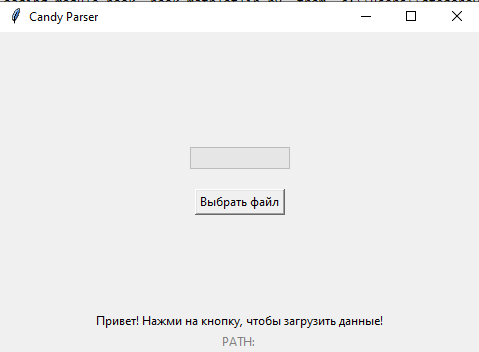 Candy Parser
Выбрать файл
Привет! Нажми на кнопку, чтобы загрузить данные!
PATH: